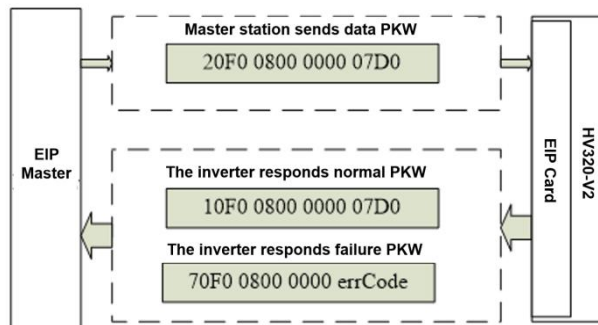 Master station sends data PKW
20F0 0800 0000 07D0
EIP
Master
The inverter responds normal PKW
10F0 0800 0000 07D0
The inverter responds failure PKW
70F0 0800 0000 errCode
EIP Card
HV320-V2